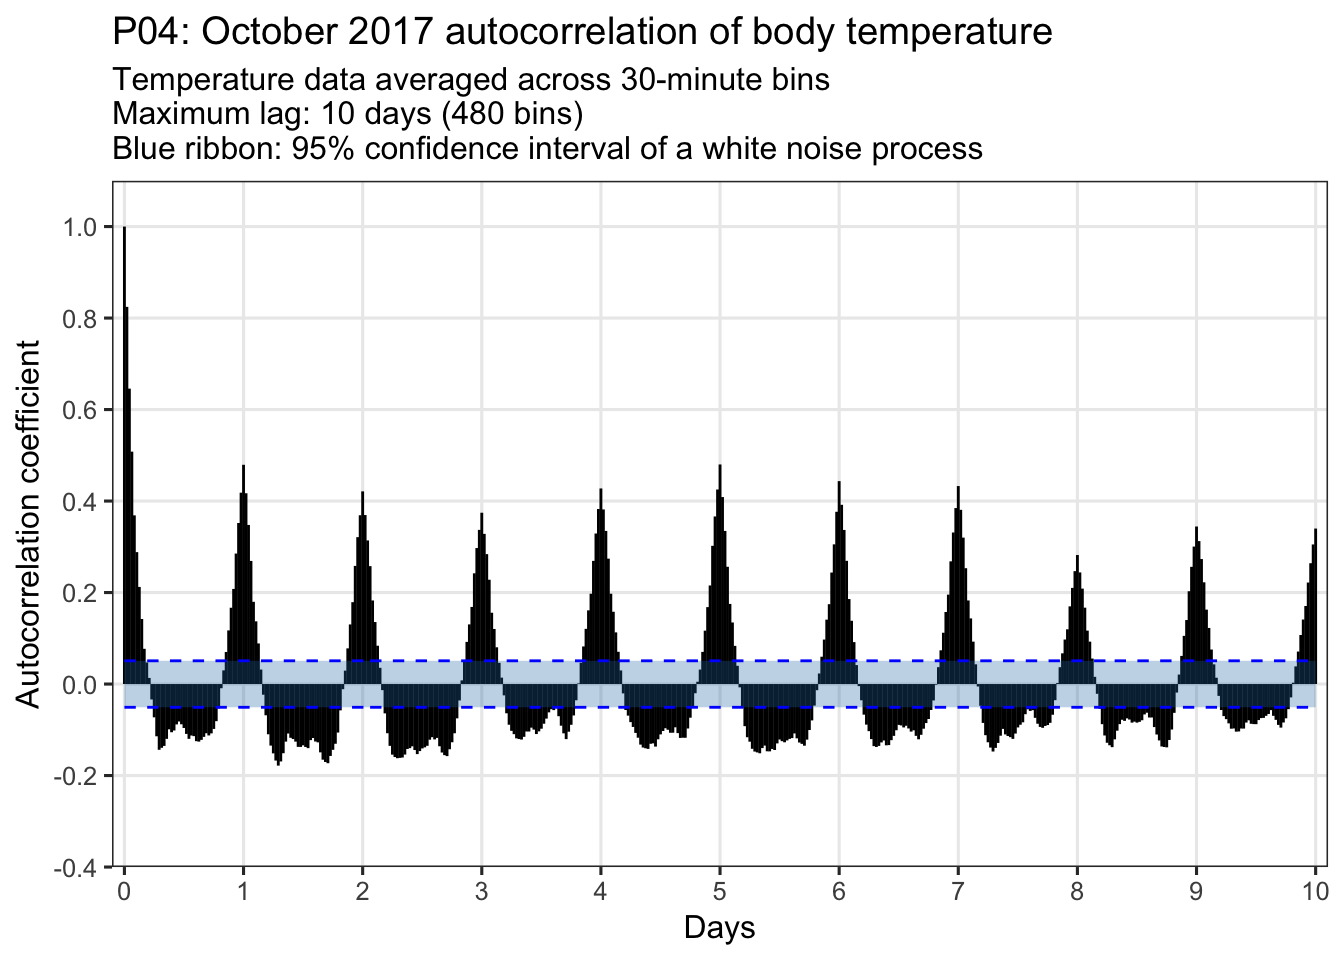 P04: October 2017 autocorrelation of body temperature
Temperature data averaged across 30-minute bins
Maximum lag: 10 days (480 bins)
Blue ribbon: 95% confidence interval of a white noise process
Autocorrelation coefficient
1.0
0.8
0.6
0.4
0.2
0.0
-0.2
-0.4
0 1 2 3 4 5 6 7 8 9 10
Days